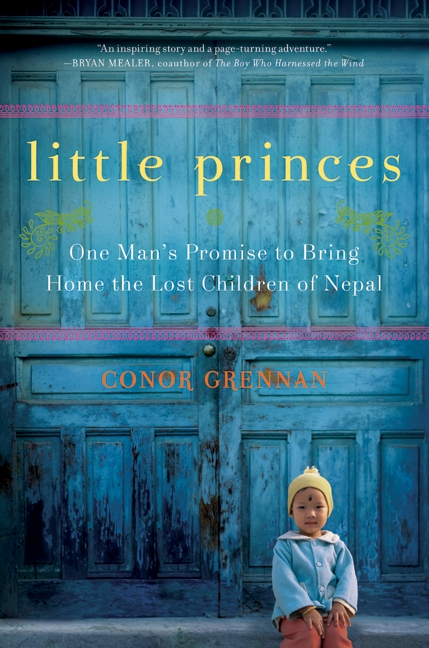 "An inspiring story and a page-turning adventure."
—BRYAN MEALER, coauthor of The Boy Who Harnessed the Wind
little princes
One Man's Promise to Bring
Home the Lost Children of Nepal
CONOR GRENNAN